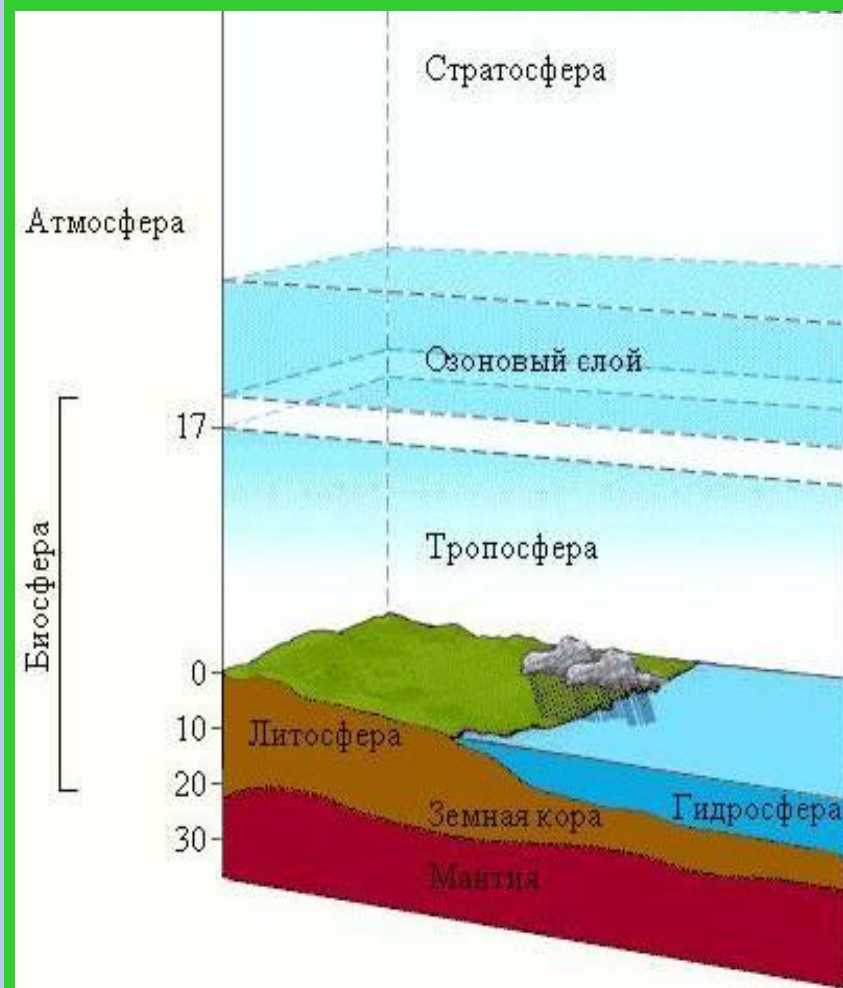 Стратосфера
Атмосфера
Озоновый слой
17
Тропосфера
Биосфера
0
10
Литосфера
20
Земная кора
Гидросфера
30
Мантия